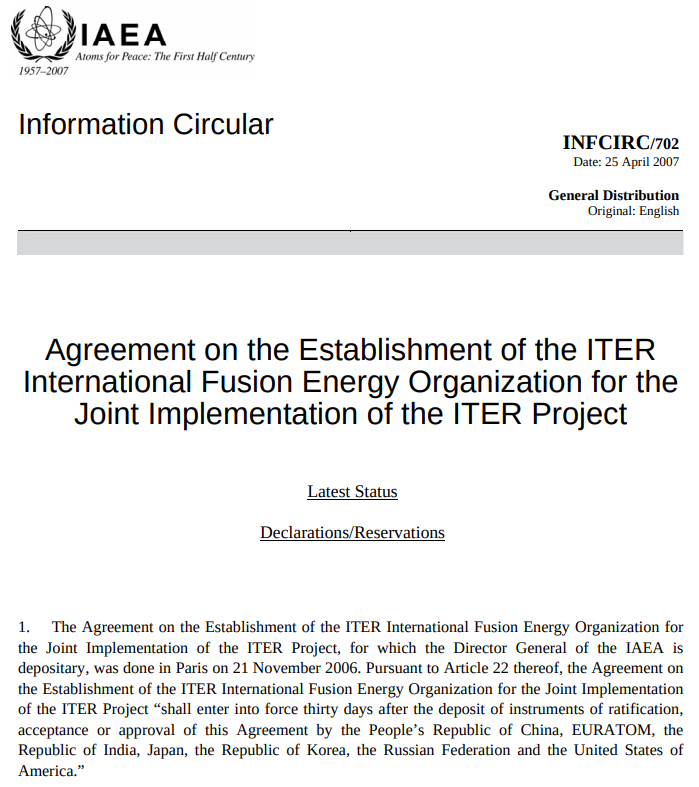 IAEA
Atoms for Peace: The First Half Century
1957–2007
Information Circular
INFCIRC/702
Date: 25 April 2007
General Distribution
Original: English
Agreement on the Establishment of the ITER
International Fusion Energy Organization for the
Joint Implementation of the ITER Project
Latest Status
Declarations/Reservations
1. The Agreement on the Establishment of the ITER International Fusion Energy Organization for
the Joint Implementation of the ITER Project, for which the Director General of the IAEA is
depositary, was done in Paris on 21 November 2006. Pursuant to Article 22 thereof, the Agreement on
the Establishment of the ITER International Fusion Energy Organization for the Joint Implementation
of the ITER Project “shall enter into force thirty days after the deposit of instruments of ratification,
acceptance or approval of this Agreement by the People’s Republic of China, EURATOM, the
Republic of India, Japan, the Republic of Korea, the Russian Federation and the United States of
America.”